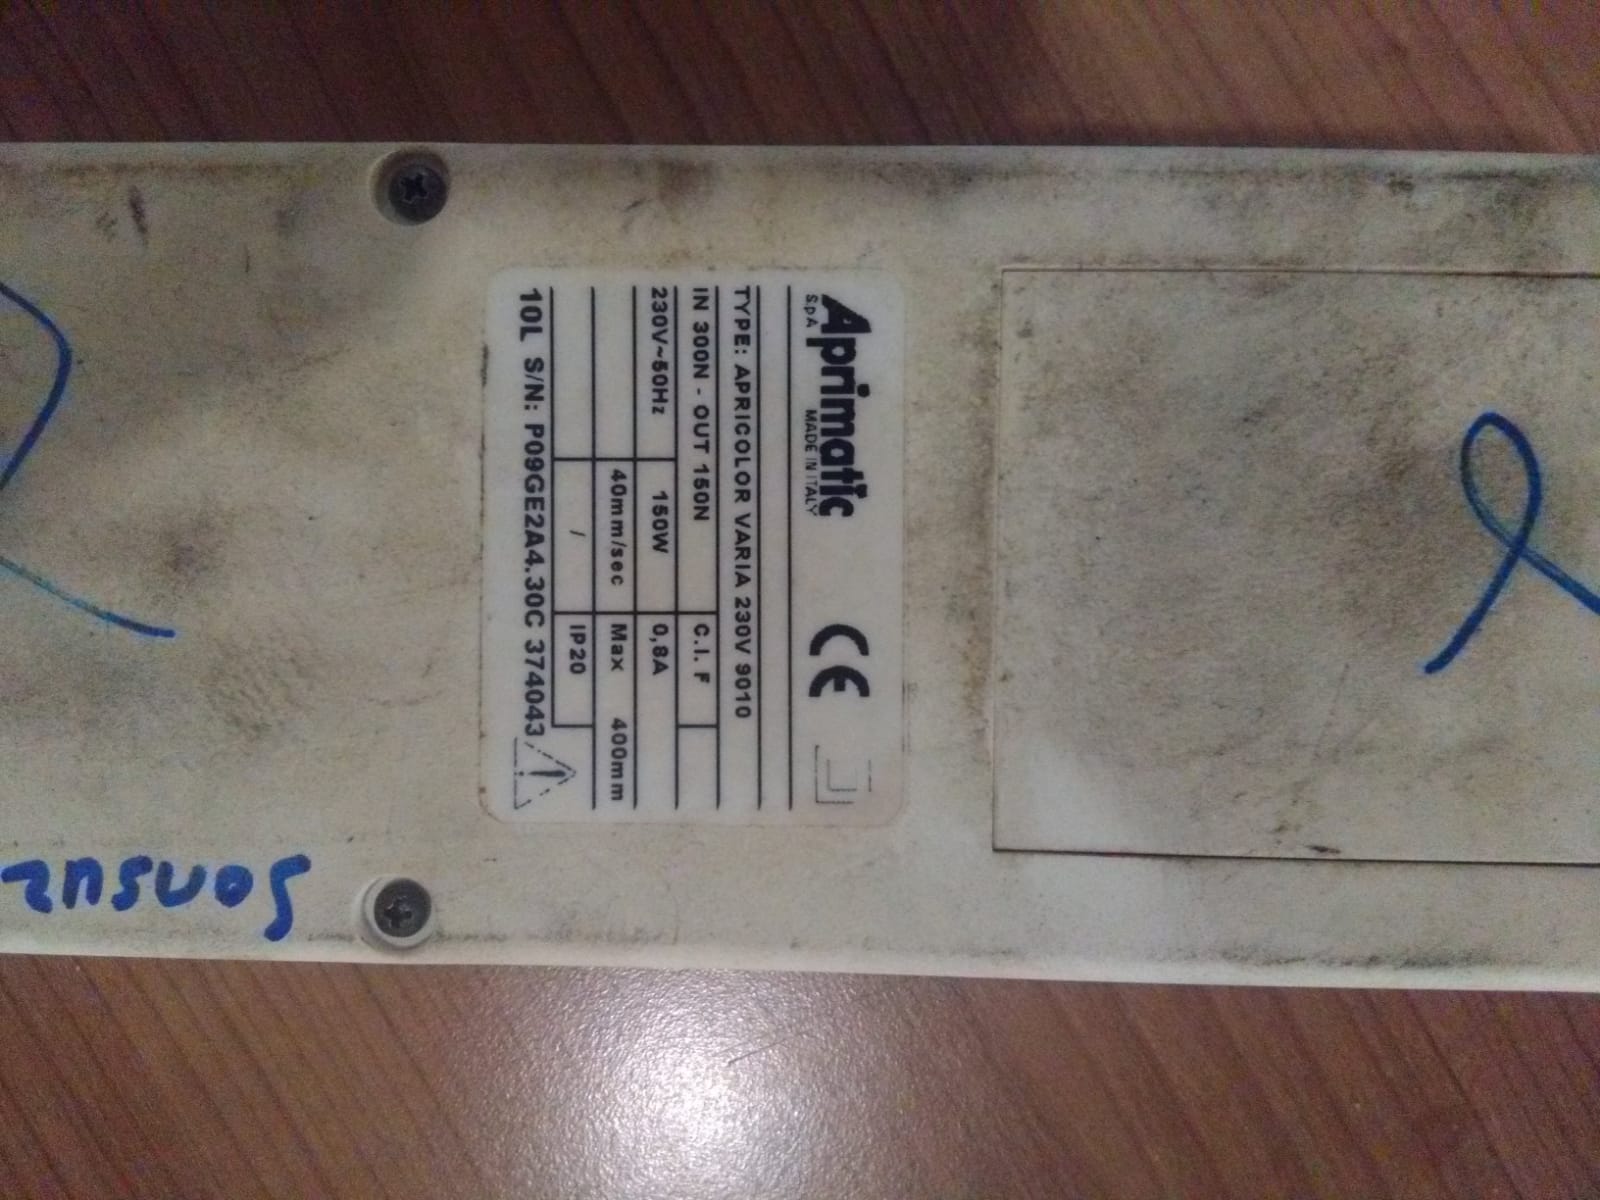 Aprimatic
S.p.A MADE IN ITALY
CE
TYPE: APRICOLOR VARIA 230V 9010
IN 300N - OUT 150N C.I. F
230V~50Hz 150W 0,8A
40mm/sec Max 400mm
/ IP20
10L S/N: P09GE2A4.30C 374043